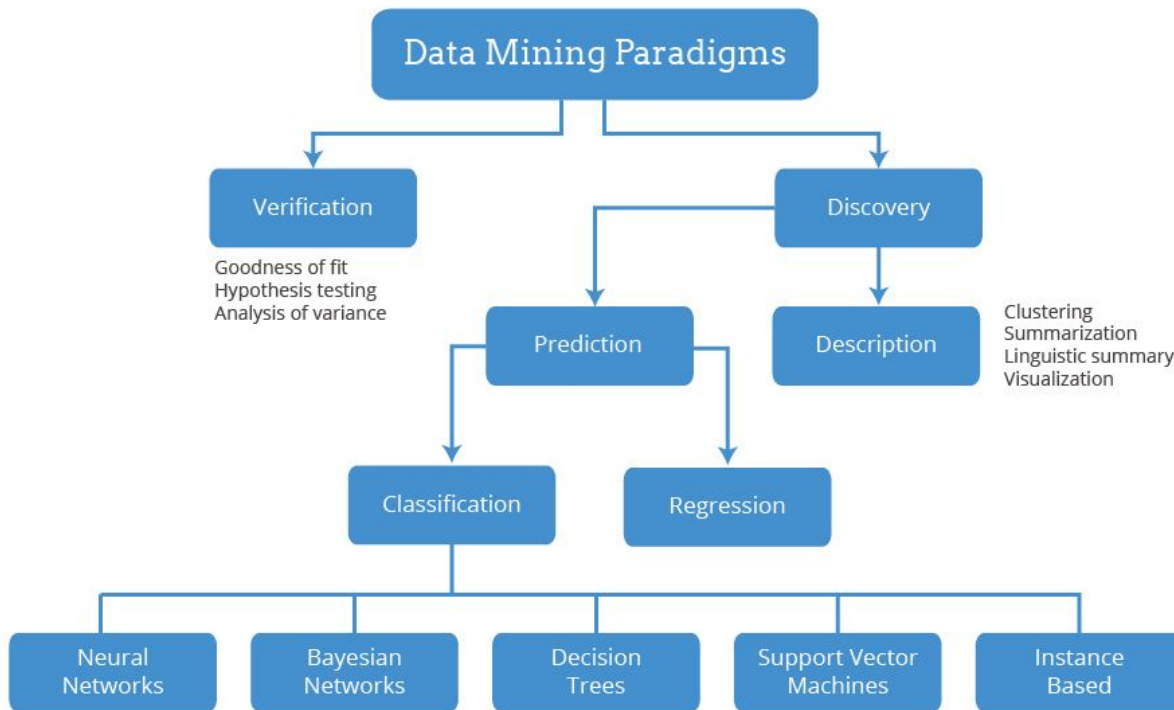 Data Mining Paradigms
Verification
Discovery
Goodness of fit
Hypothesis testing
Analysis of variance
Prediction
Description
Clustering
Summarization
Linguistic summary
Visualization
Classification
Regression
Neural
Networks
Bayesian
Networks
Decision
Trees
Support Vector
Machines
Instance
Based